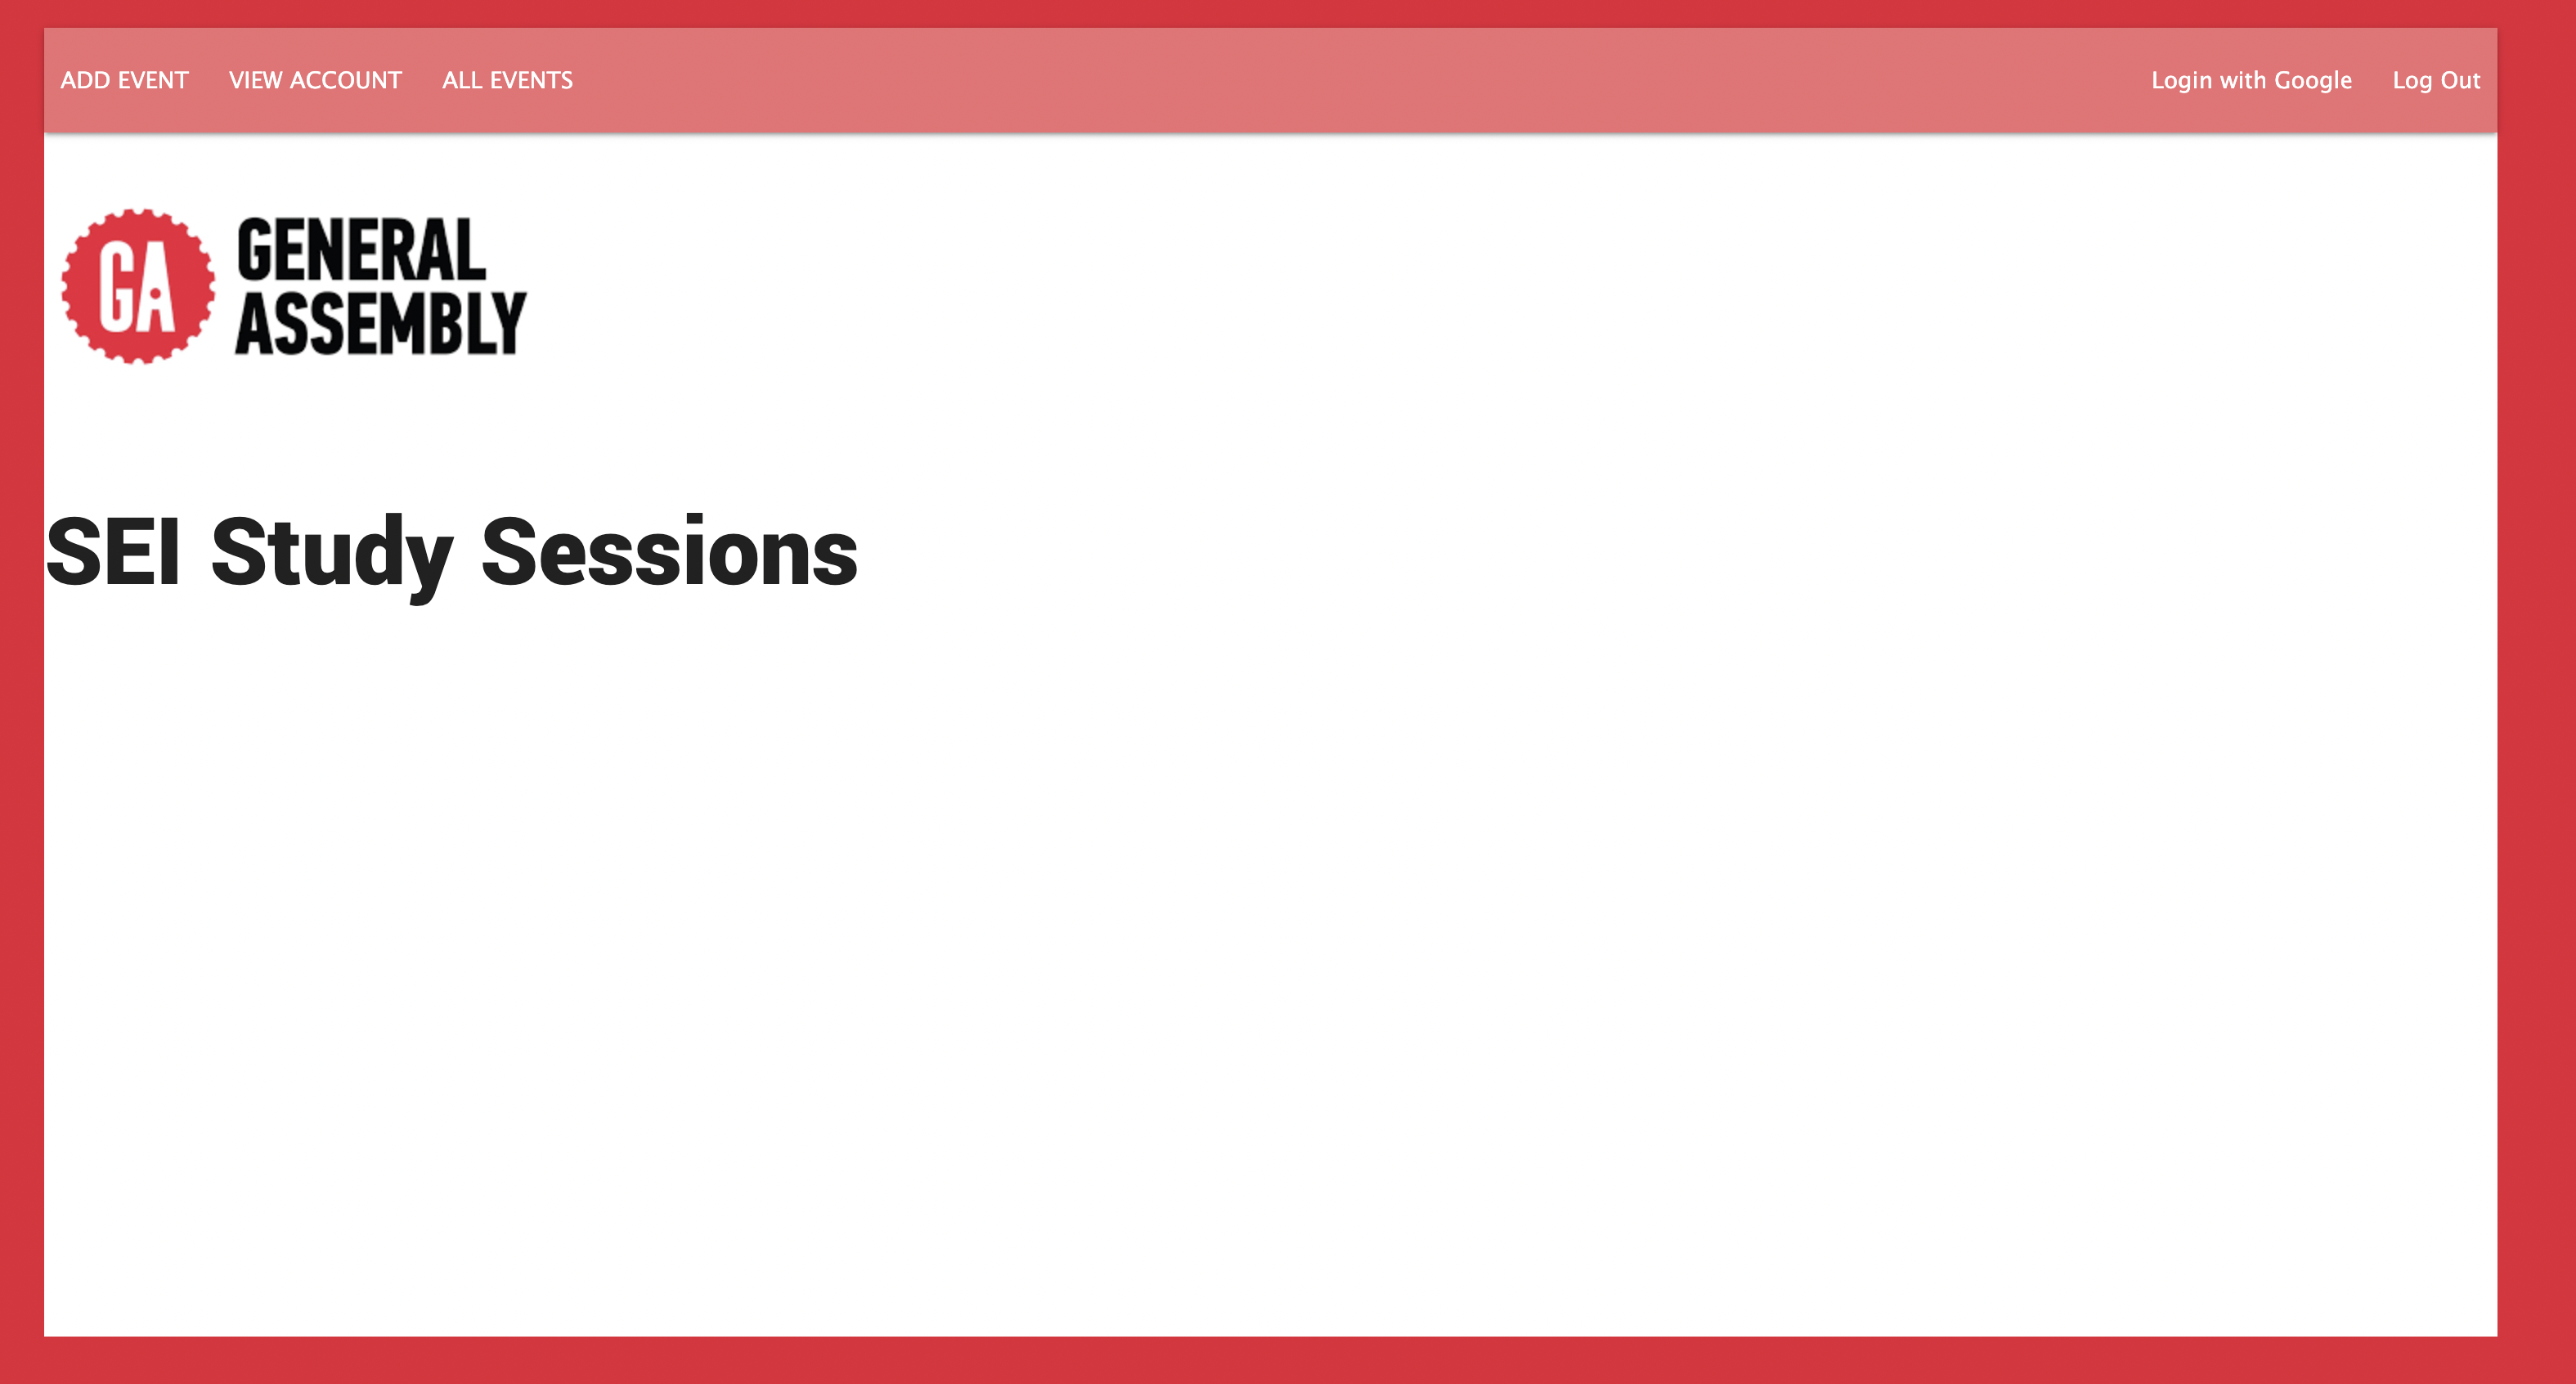 ADD EVENT VIEW ACCOUNT ALL EVENTS Login with Google Log Out
GA GENERAL
ASSEMBLY
SEI Study Sessions